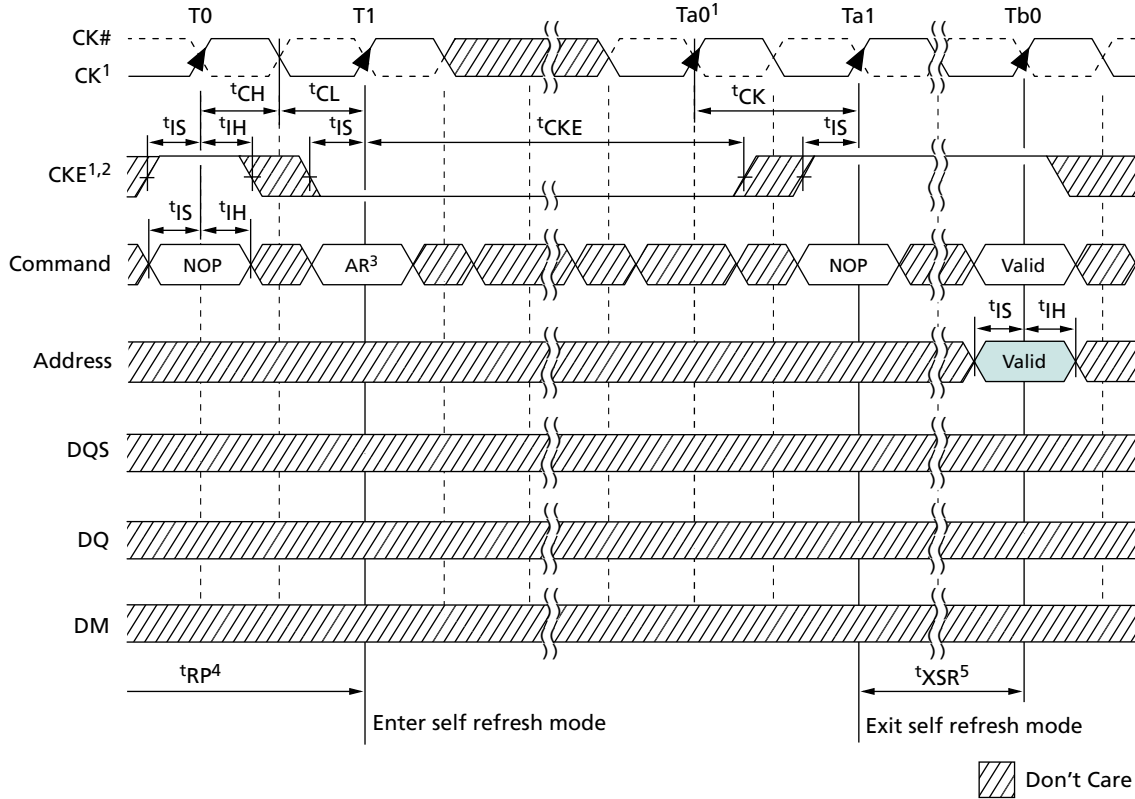 T0 T1 Ta0¹ Ta1 Tb0
CK#
CK¹
tCH tCL tCK
tIS tIH tIS tCKE tIS
CKE¹,²
tIS tIH
Command NOP AR³ NOP Valid
tIS tIH
Address Valid
DQS
DQ
DM
tRP⁴ tXSR⁵
Enter self refresh mode Exit self refresh mode
Don't Care